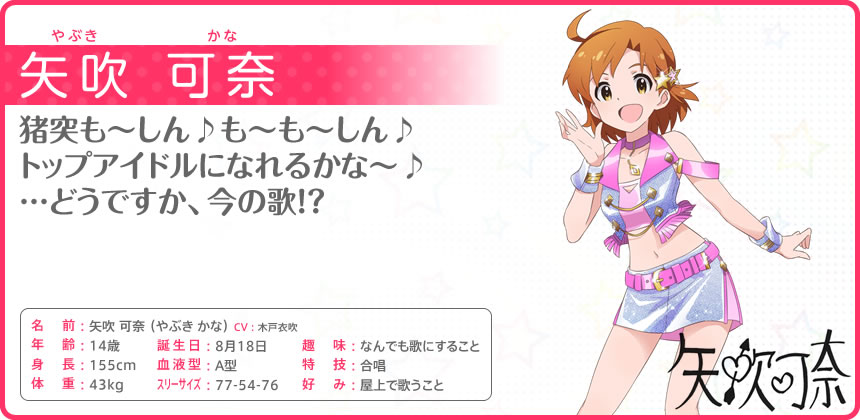 やぶき かな
矢吹 可奈
猪突も～しん♪も～も～しん♪
トップアイドルになれるかな～♪
…どうですか、今の歌!?
名 前：矢吹 可奈 (やぶき かな) CV：木戸衣吹
年 齢：14歳 誕生日：8月18日 趣 味：なんでも歌にすること
身 長：155cm 血液型：A型 特 技：合唱
体 重：43kg スリーサイズ：77-54-76 好 み：屋上で歌うこと
矢吹可奈